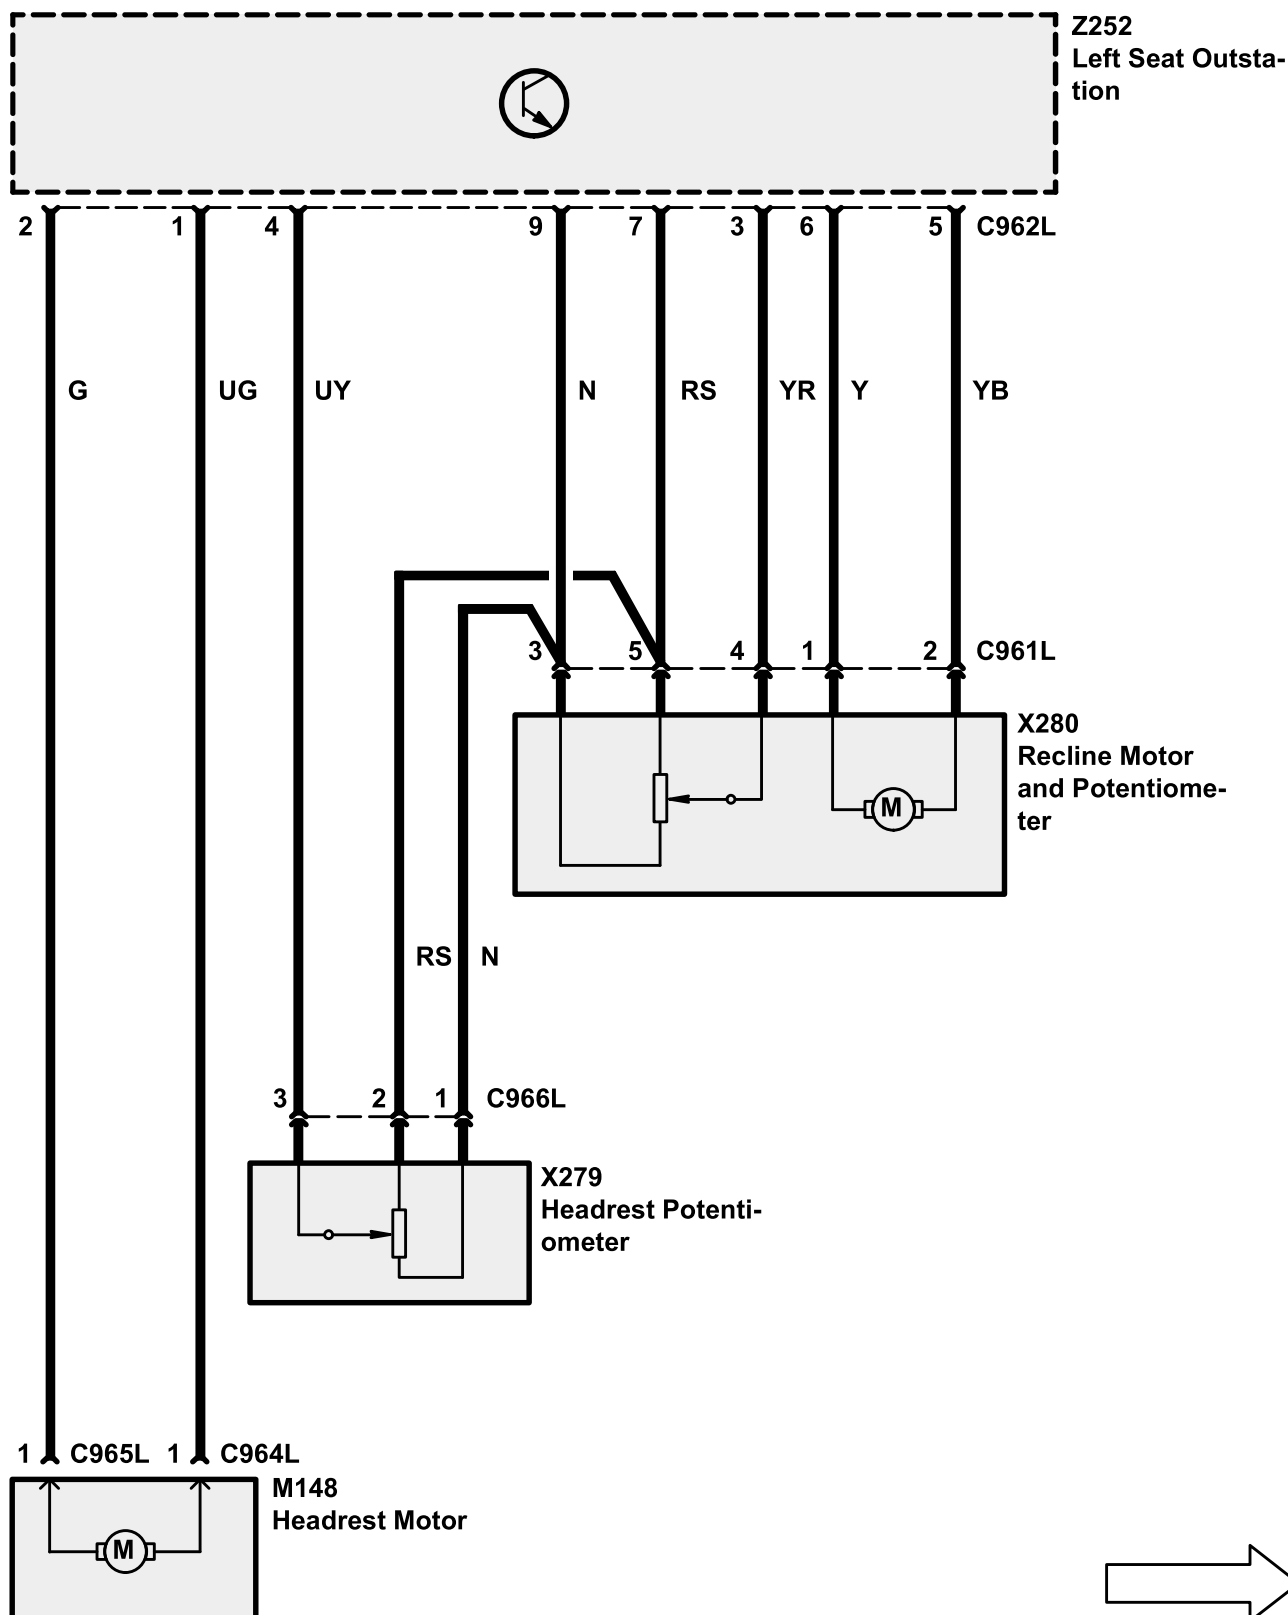 Z252
Left Seat Outsta-
tion
2 1 4 9 7 3 6 5 C962L
G UG UY N RS YR Y YB
3 5 4 1 2 C961L
X280
Recline Motor
and Potentiome-
ter
M
RS N
3 2 1 C966L
X279
Headrest Potenti-
ometer
1 C965L 1 C964L
M148
Headrest Motor
M